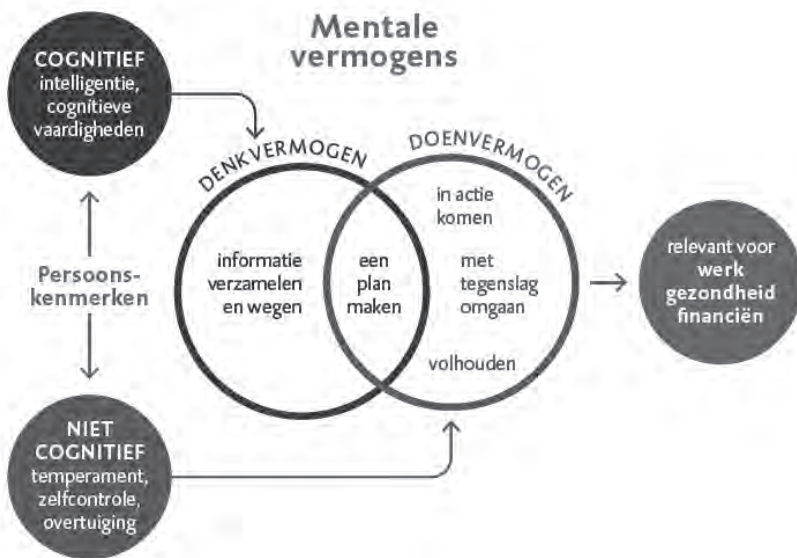 Mentale
vermogens
COGNITIEF
intelligentie,
cognitieve
vaardigheden
Persoons-
kenmerken
NIET
COGNITIEF
temperament,
zelfcontrole,
overtuiging
DENKVERMOGEN
informatie
verzamelen
en wegen
een
plan
maken
DOENVERMOGEN
in actie
komen
met
tegenslag
omgaan
volhouden
relevant voor
werk
gezondheid
financiën